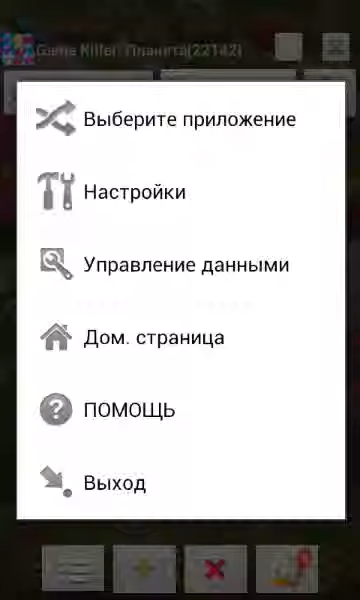 Game Killer: Планета(22142)
Выберите приложение
Настройки
Управление данными
Дом. страница
ПОМОЩЬ
Выход